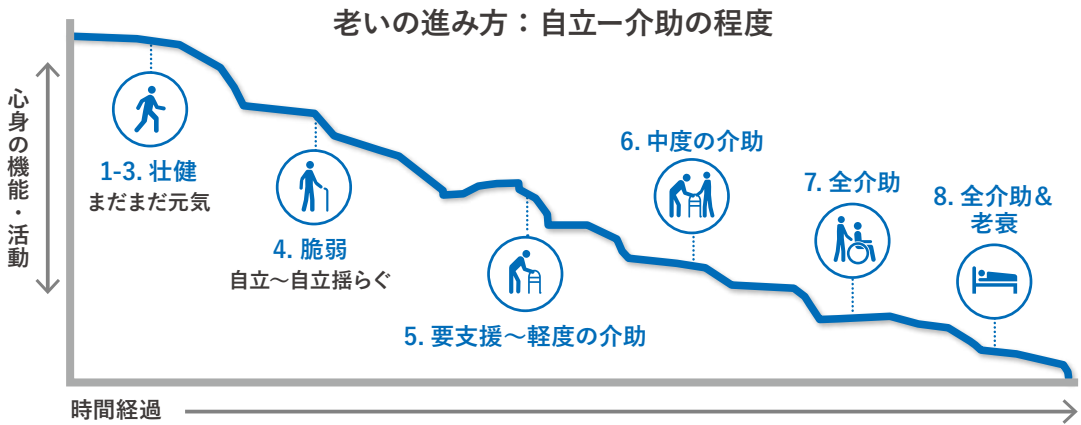 老いの進み方：自立ー介助の程度
心身の機能・活動
1-3. 壮健
まだまだ元気
4. 脆弱
自立～自立揺らぐ
5. 要支援～軽度の介助
6. 中度の介助
7. 全介助
8. 全介助＆
老衰
時間経過